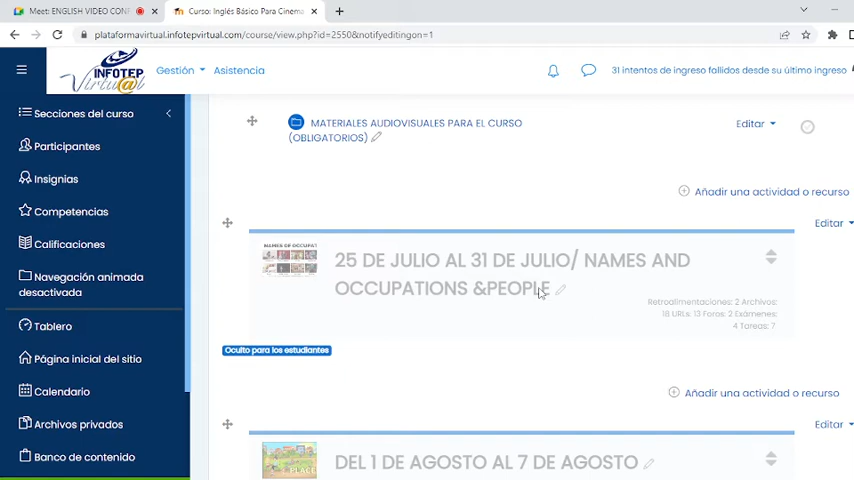 Meet: ENGLISH VIDEO CONF
Curso: Inglés Básico Para Cinema
plataformavirtual.infotepvirtual.com/course/view.php?id=2550&notifyeditingon=1
INFOTEP
Virtu@l
Gestión
Asistencia
31 intentos de ingreso fallidos desde su último ingreso
Secciones del curso
Participantes
Insignias
Competencias
Calificaciones
Navegación animada
desactivada
Tablero
Página inicial del sitio
Calendario
Archivos privados
Banco de contenido
MATERIALES AUDIOVISUALES PARA EL CURSO
(OBLIGATORIOS)
Editar
Añadir una actividad o recurso
Editar
NAMES OF OCCUPAT
25 DE JULIO AL 31 DE JULIO/ NAMES AND
OCCUPATIONS &PEOPLE
Retroalimentaciones: 2 Archivos:
18 URLs: 13 Foros: 2 Exámenes:
4 Tareas: 7
Oculto para los estudiantes
Añadir una actividad o recurso
Editar
DEL 1 DE AGOSTO AL 7 DE AGOSTO